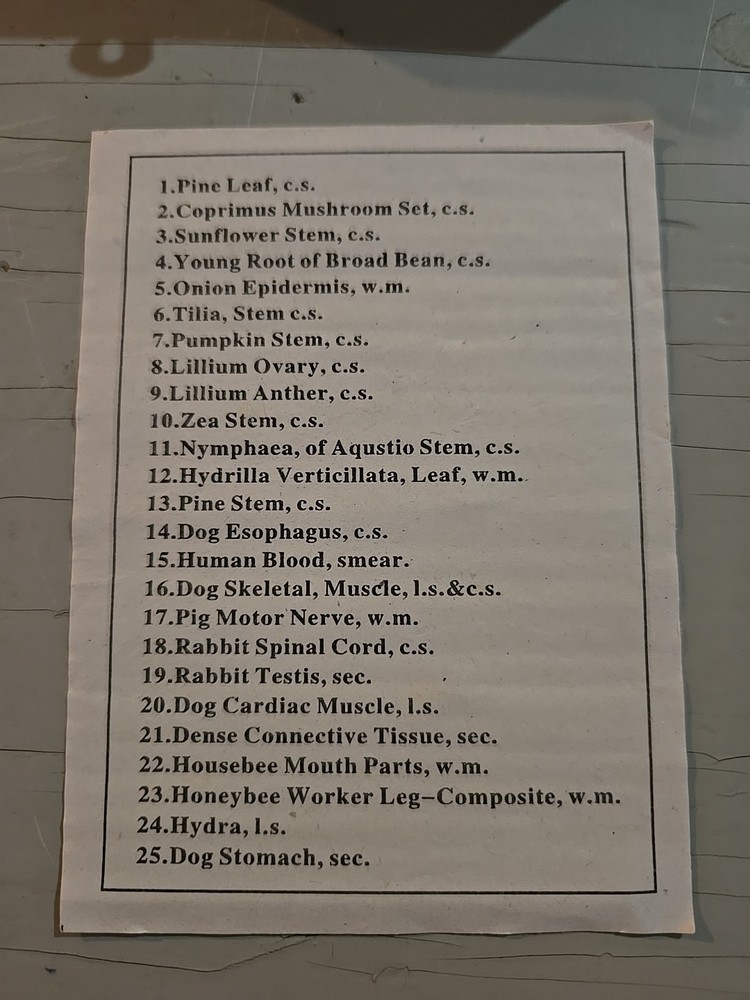 1.Pine Leaf, c.s.
2.Coprimus Mushroom Set, c.s.
3.Sunflower Stem, c.s.
4.Young Root of Broad Bean, c.s.
5.Onion Epidermis, w.m.
6.Tilia, Stem c.s.
7.Pumpkin Stem, c.s.
8.Lillium Ovary, c.s.
9.Lillium Anther, c.s.
10.Zea Stem, c.s.
11.Nymphaea, of Aqustio Stem, c.s.
12.Hydrilla Verticillata, Leaf, w.m.
13.Pine Stem, c.s.
14.Dog Esophagus, c.s.
15.Human Blood, smear.
16.Dog Skeletal, Muscle, l.s.&c.s.
17.Pig Motor Nerve, w.m.
18.Rabbit Spinal Cord, c.s.
19.Rabbit Testis, sec.
20.Dog Cardiac Muscle, l.s.
21.Dense Connective Tissue, sec.
22.Housebee Mouth Parts, w.m.
23.Honeybee Worker Leg–Composite, w.m.
24.Hydra, l.s.
25.Dog Stomach, sec.